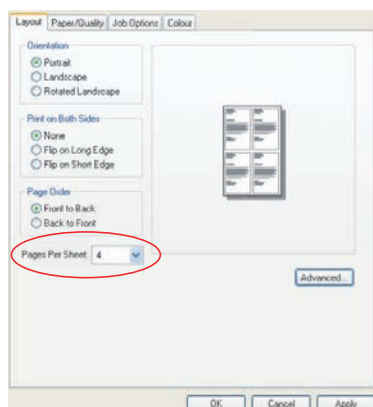 Layout Paper/Quality Job Options Colour
Orientation
Portrait
Landscape
Rotated Landscape
Print on Both Sides
None
Flip on Long Edge
Flip on Short Edge
Page Order
Front to Back
Back to Front
Pages Per Sheet: 4
Advanced...
OK Cancel Apply